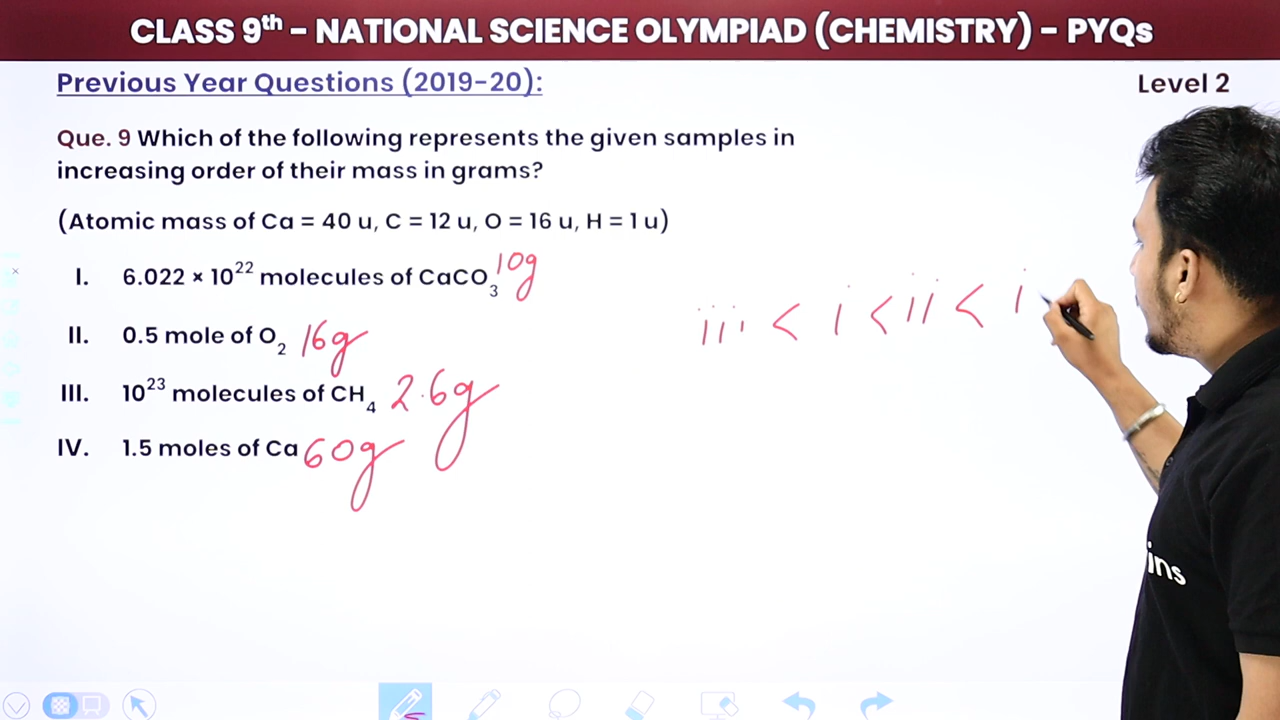 CLASS 9th – NATIONAL SCIENCE OLYMPIAD (CHEMISTRY) – PYQs
Previous Year Questions (2019-20):
Level 2
Que. 9 Which of the following represents the given samples in
increasing order of their mass in grams?
(Atomic mass of Ca = 40 u, C = 12 u, O = 16 u, H = 1 u)
I. 6.022 × 10²² molecules of CaCO₃ 10g
II. 0.5 mole of O₂ 16g
III. 10²³ molecules of CH₄ 2.6g
IV. 1.5 moles of Ca 60g
iii < i < ii < i
ins